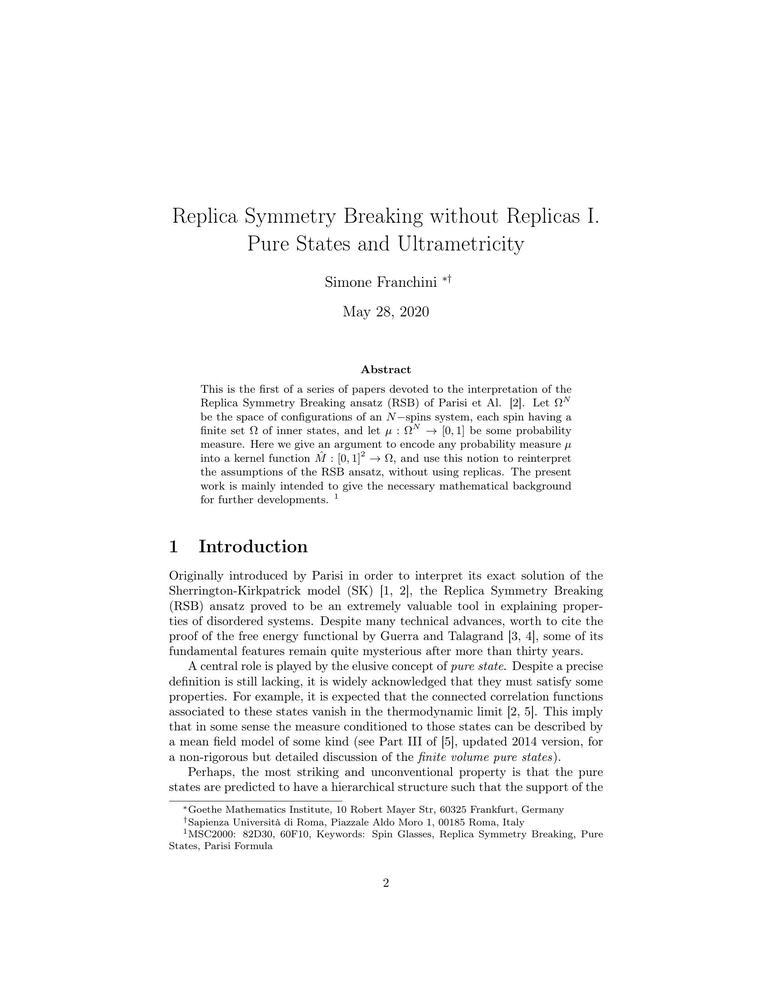 Replica Symmetry Breaking without Replicas I.
Pure States and Ultrametricity
Simone Franchini *†
May 28, 2020
Abstract
This is the first of a series of papers devoted to the interpretation of the
Replica Symmetry Breaking ansatz (RSB) of Parisi et Al. [2]. Let Ω^N
be the space of configurations of an N−spins system, each spin having a
finite set Ω of inner states, and let μ : Ω^N → [0, 1] be some probability
measure. Here we give an argument to encode any probability measure μ
into a kernel function M̂ : [0, 1]² → Ω, and use this notion to reinterpret
the assumptions of the RSB ansatz, without using replicas. The present
work is mainly intended to give the necessary mathematical background
for further developments. ¹
1 Introduction
Originally introduced by Parisi in order to interpret its exact solution of the
Sherrington-Kirkpatrick model (SK) [1, 2], the Replica Symmetry Breaking
(RSB) ansatz proved to be an extremely valuable tool in explaining proper-
ties of disordered systems. Despite many technical advances, worth to cite the
proof of the free energy functional by Guerra and Talagrand [3, 4], some of its
fundamental features remain quite mysterious after more than thirty years.
A central role is played by the elusive concept of pure state. Despite a precise
definition is still lacking, it is widely acknowledged that they must satisfy some
properties. For example, it is expected that the connected correlation functions
associated to these states vanish in the thermodynamic limit [2, 5]. This imply
that in some sense the measure conditioned to those states can be described by
a mean field model of some kind (see Part III of [5], updated 2014 version, for
a non-rigorous but detailed discussion of the finite volume pure states).
Perhaps, the most striking and unconventional property is that the pure
states are predicted to have a hierarchical structure such that the support of the
*Goethe Mathematics Institute, 10 Robert Mayer Str, 60325 Frankfurt, Germany
†Sapienza Università di Roma, Piazzale Aldo Moro 1, 00185 Roma, Italy
¹MSC2000: 82D30, 60F10, Keywords: Spin Glasses, Replica Symmetry Breaking, Pure
States, Parisi Formula
2